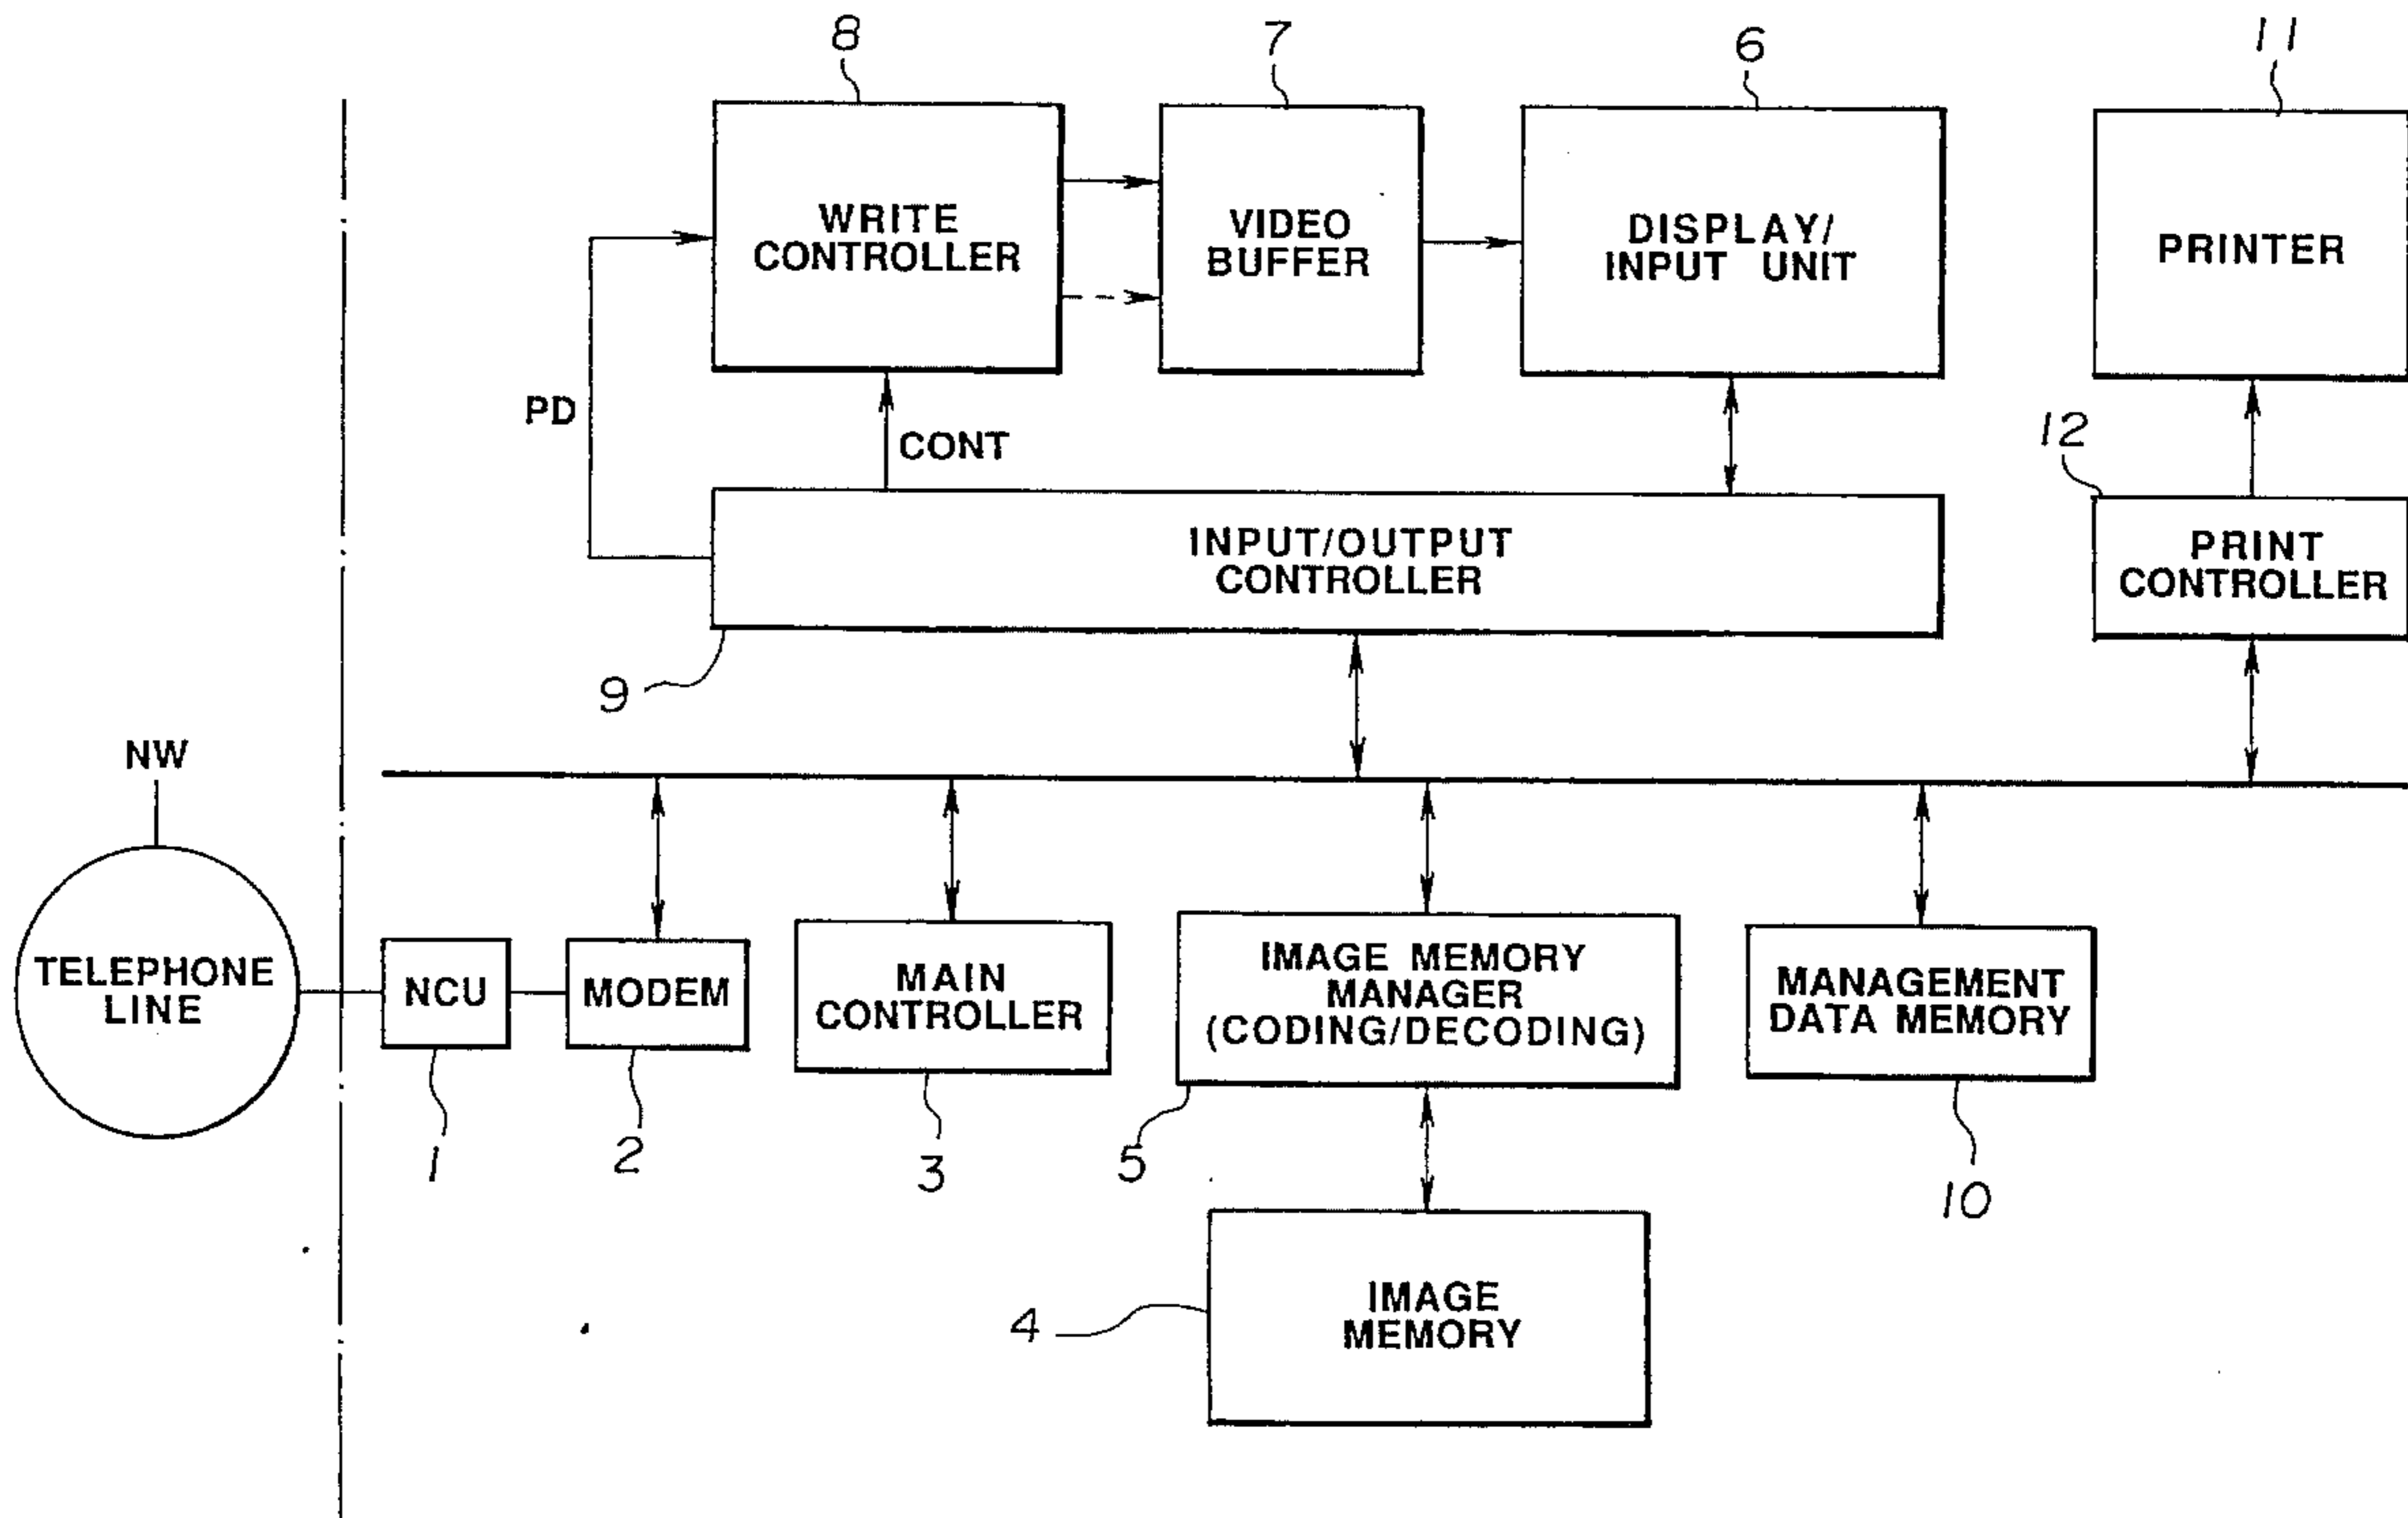 8
7
6
11
WRITE
CONTROLLER
VIDEO
BUFFER
DISPLAY/
INPUT UNIT
PRINTER
PD
CONT
12
INPUT/OUTPUT
CONTROLLER
PRINT
CONTROLLER
9
NW
TELEPHONE
LINE
NCU
MODEM
MAIN
CONTROLLER
IMAGE MEMORY
MANAGER
(CODING/DECODING)
MANAGEMENT
DATA MEMORY
1
2
3
5
10
4
IMAGE
MEMORY